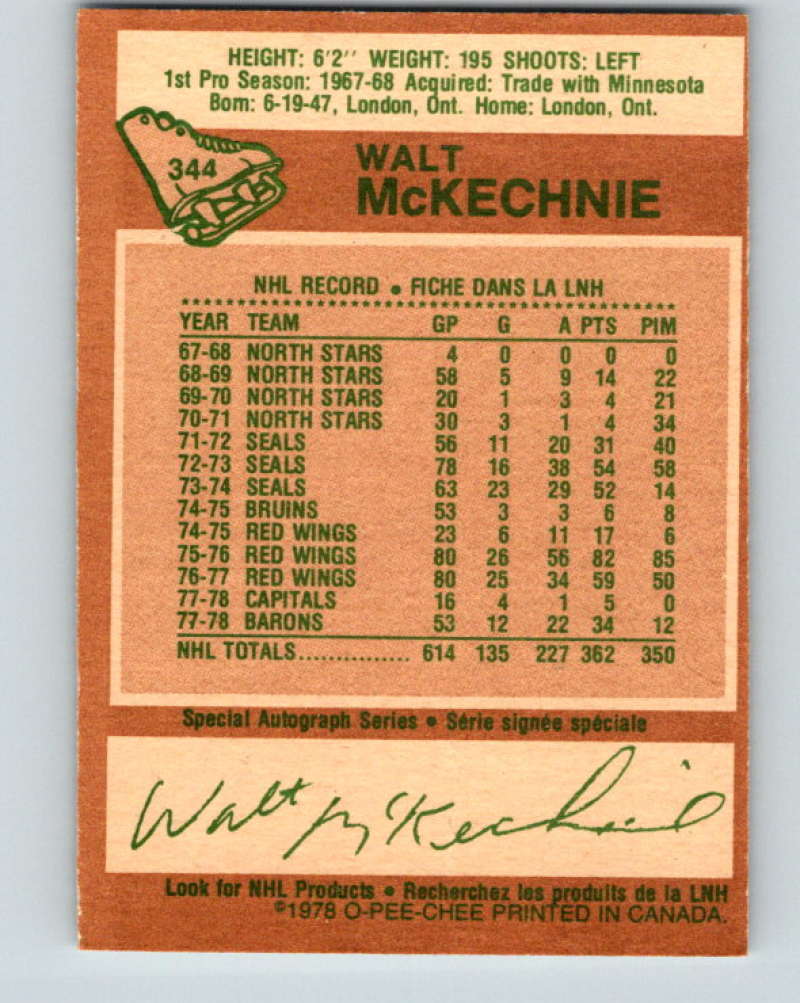 HEIGHT: 6'2'' WEIGHT: 195 SHOOTS: LEFT
1st Pro Season: 1967-68 Acquired: Trade with Minnesota
Born: 6-19-47, London, Ont. Home: London, Ont.
344
WALT
McKECHNIE
NHL RECORD • FICHE DANS LA LNH
YEAR TEAM GP G A PTS PIM
67-68 NORTH STARS 4 0 0 0 0
68-69 NORTH STARS 58 5 9 14 22
69-70 NORTH STARS 20 1 3 4 21
70-71 NORTH STARS 30 3 1 4 34
71-72 SEALS 56 11 20 31 40
72-73 SEALS 78 16 38 54 58
73-74 SEALS 63 23 29 52 14
74-75 BRUINS 53 3 3 6 8
74-75 RED WINGS 23 6 11 17 6
75-76 RED WINGS 80 26 56 82 85
76-77 RED WINGS 80 25 34 59 50
77-78 CAPITALS 16 4 1 5 0
77-78 BARONS 53 12 22 34 12
NHL TOTALS............... 614 135 227 362 350
Special Autograph Series • Série signée spéciale
Walt McKechnie
Look for NHL Products • Recherchez les produits de la LNH
©1978 O-PEE-CHEE PRINTED IN CANADA.